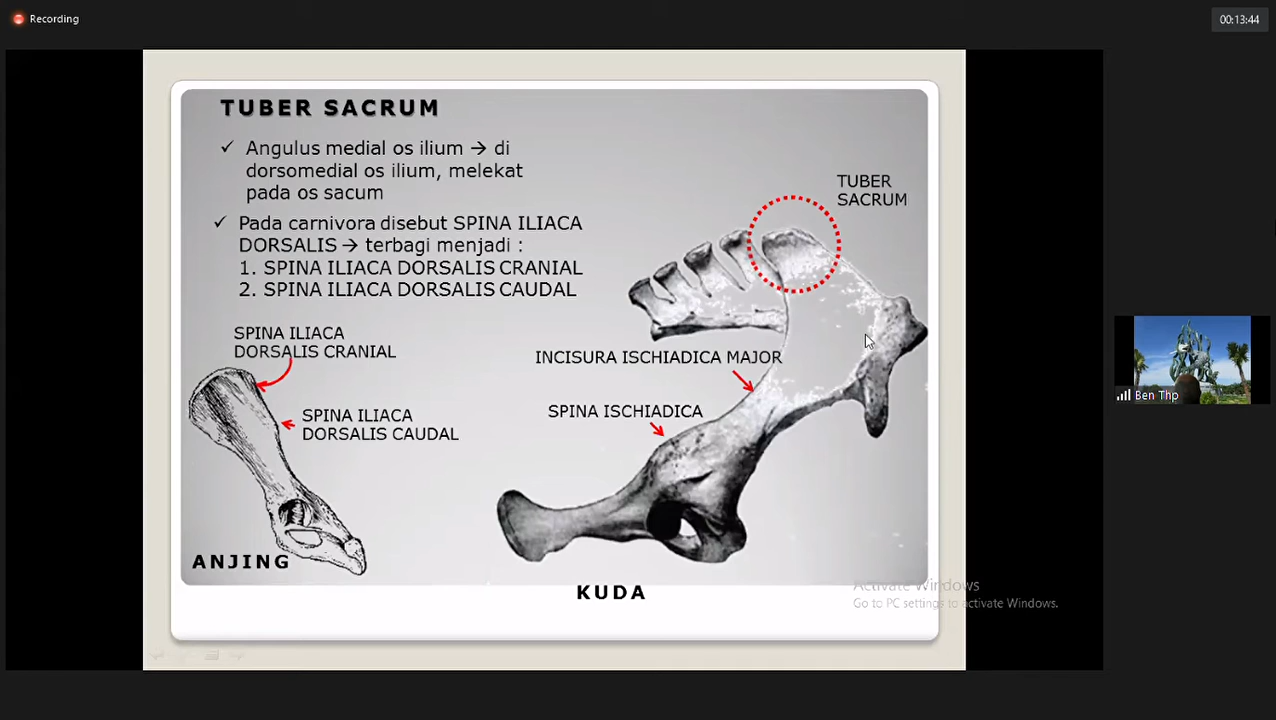 Recording
00:13:44
TUBER SACRUM
✓ Angulus medial os ilium → di
dorsomedial os ilium, melekat
pada os sacum
✓ Pada carnivora disebut SPINA ILIACA
DORSALIS → terbagi menjadi :
1. SPINA ILIACA DORSALIS CRANIAL
2. SPINA ILIACA DORSALIS CAUDAL
TUBER
SACRUM
SPINA ILIACA
DORSALIS CRANIAL
SPINA ILIACA
DORSALIS CAUDAL
INCISURA ISCHIADICA MAJOR
SPINA ISCHIADICA
ANJING
KUDA
Activate Windows
Go to PC settings to activate Windows.
Ben Thp